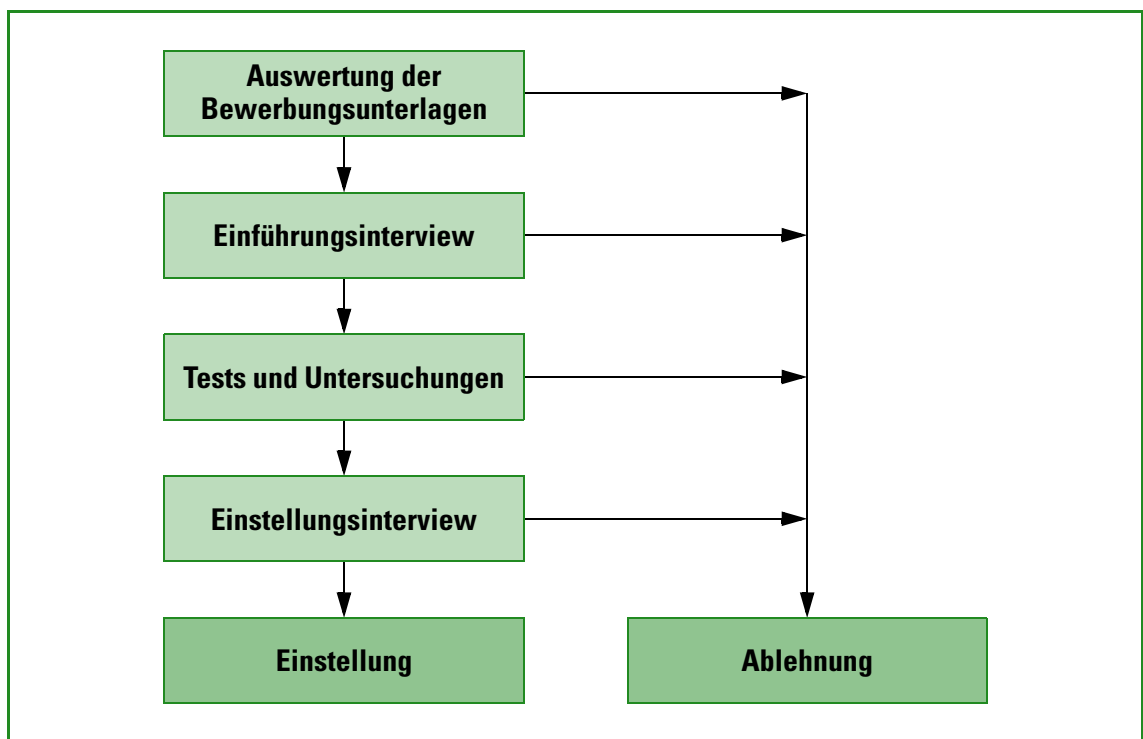 Auswertung der
Bewerbungsunterlagen
Einführungsinterview
Tests und Untersuchungen
Einstellungsinterview
Einstellung
Ablehnung